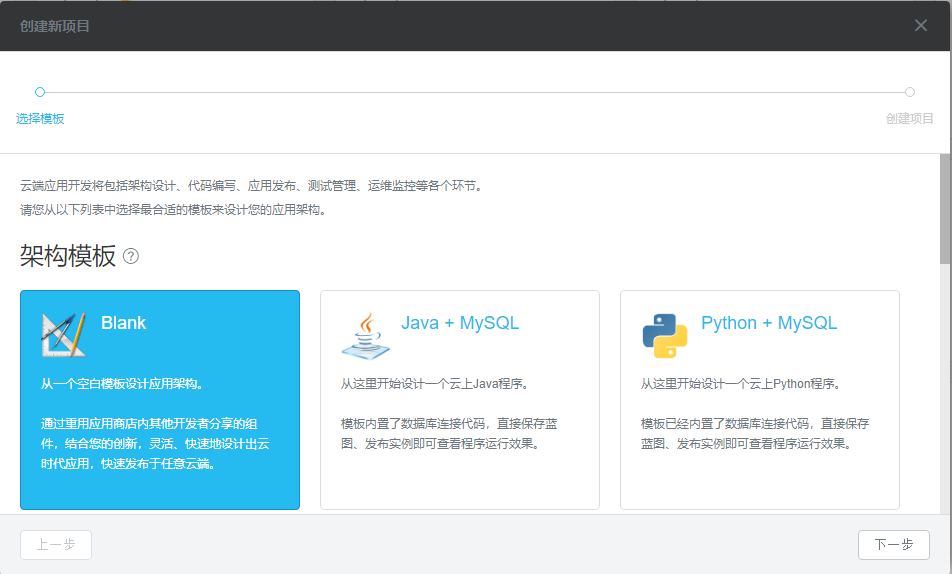 创建新项目
选择模板
创建项目
云端应用开发将包括架构设计、代码编写、应用发布、测试管理、运维监控等各个环节。
请您从以下列表中选择最合适的模板来设计您的应用架构。
架构模板 ?
Blank
从一个空白模板设计应用架构。
通过重用应用商店内其他开发者分享的组
件，结合您的创新，灵活、快速地设计出云
时代应用，快速发布于任意云端。
Java + MySQL
从这里开始设计一个云上Java程序。
模板内置了数据库连接代码，直接保存蓝
图、发布实例即可查看程序运行效果。
Python + MySQL
从这里开始设计一个云上Python程序。
模板已经内置了数据库连接代码，直接保存
蓝图、发布实例即可查看程序运行效果。
上一步
下一步